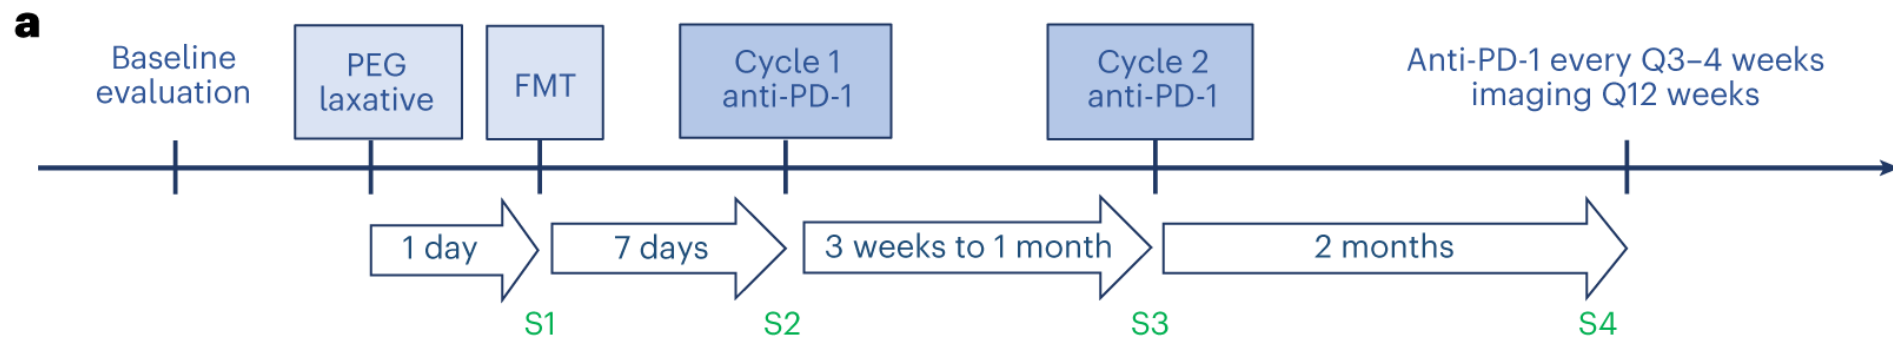 a
Baseline
evaluation
PEG
laxative
FMT
Cycle 1
anti-PD-1
Cycle 2
anti-PD-1
Anti-PD-1 every Q3–4 weeks
imaging Q12 weeks
1 day
7 days
3 weeks to 1 month
2 months
S1
S2
S3
S4